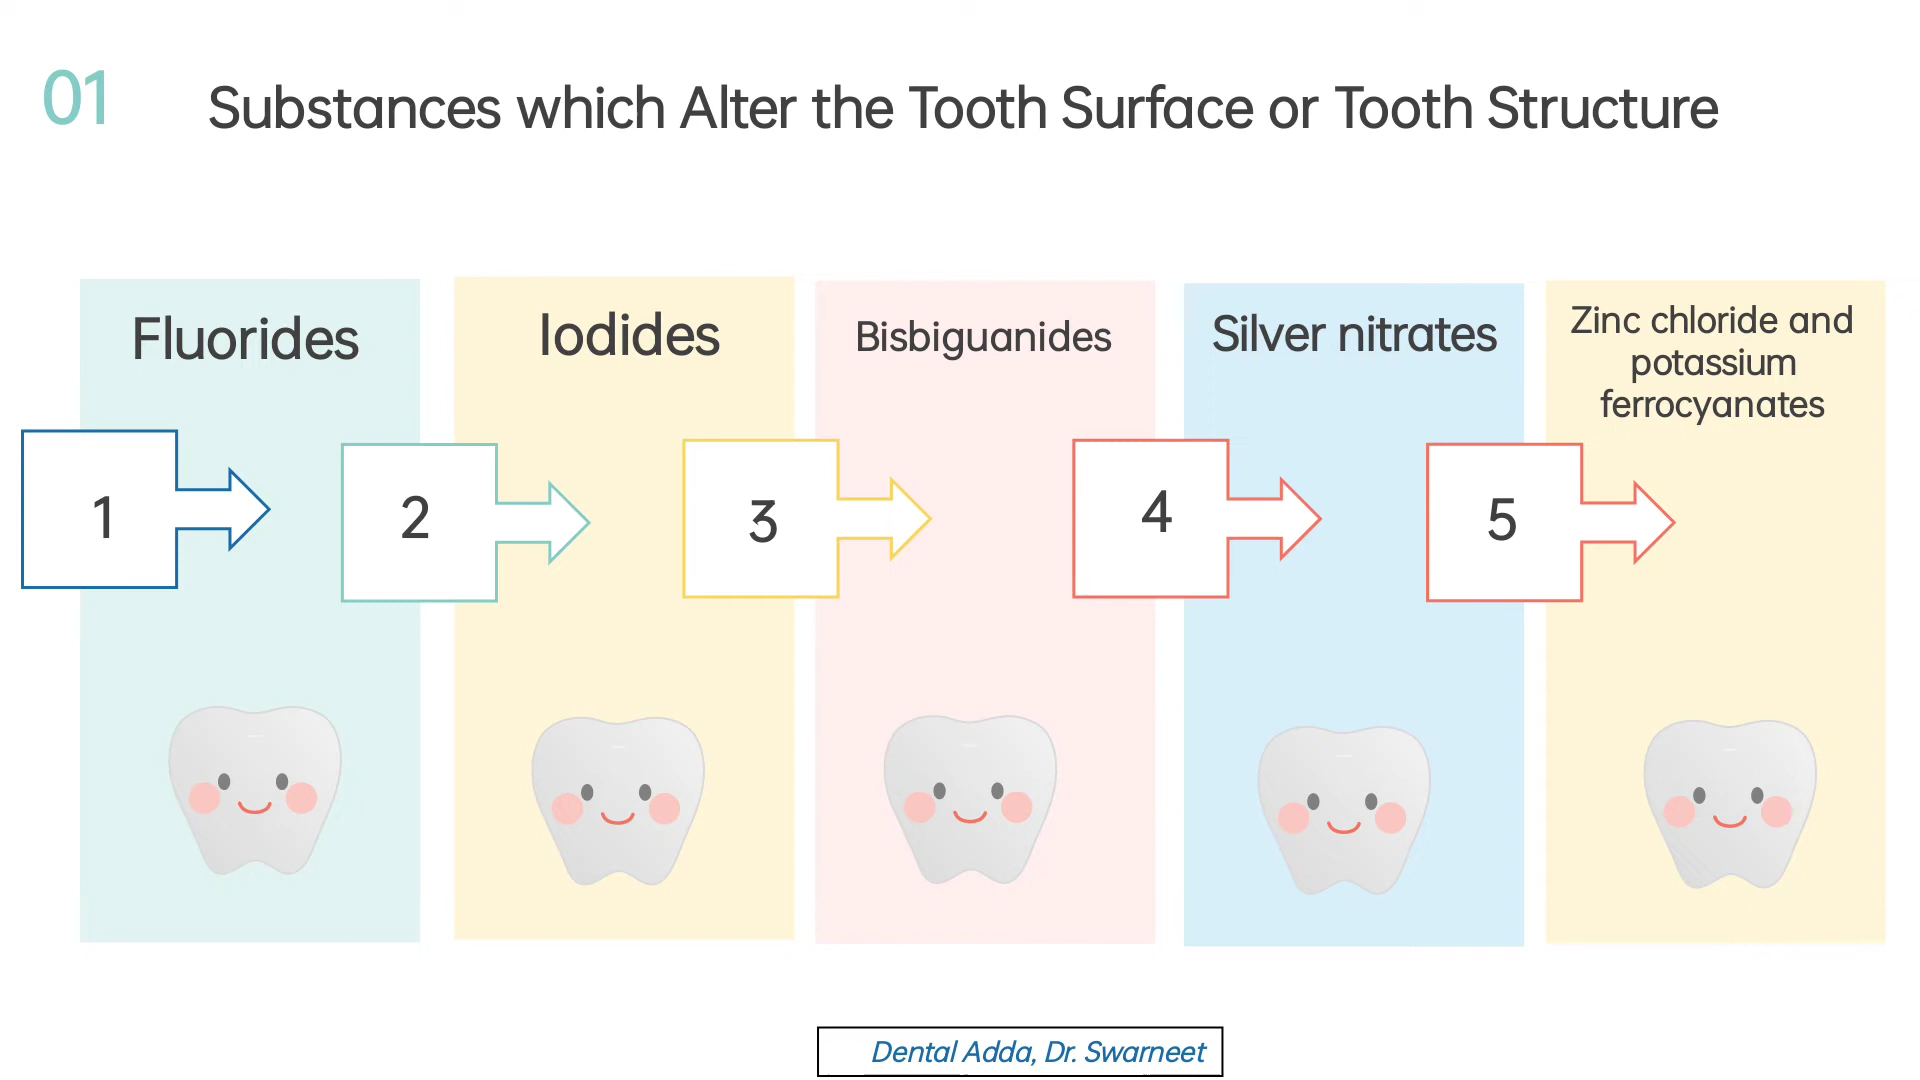 01
Substances which Alter the Tooth Surface or Tooth Structure
Fluorides
Iodides
Bisbiguanides
Silver nitrates
Zinc chloride and
potassium
ferrocyanates
1
2
3
4
5
Dental Adda, Dr. Swarneet